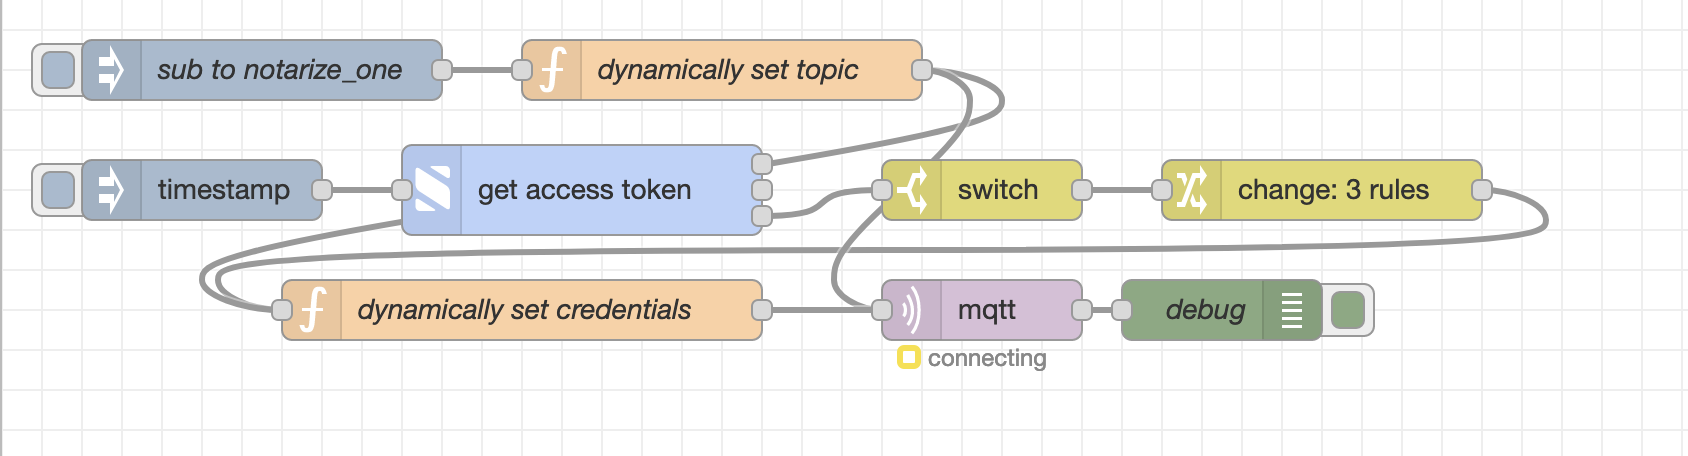 sub to notarize_one
dynamically set topic
timestamp
get access token
switch
change: 3 rules
dynamically set credentials
mqtt
debug
connecting